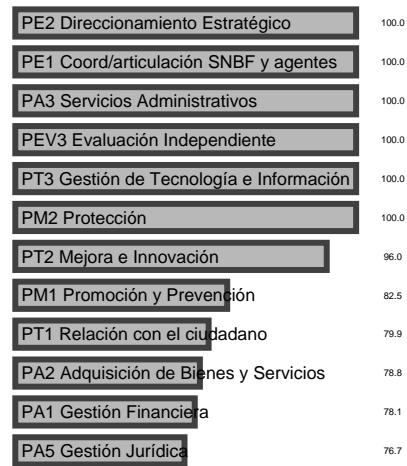 PE2 Direccionamiento Estratégico 100.0
PE1 Coord/articulación SNBF y agentes 100.0
PA3 Servicios Administrativos 100.0
PEV3 Evaluación Independiente 100.0
PT3 Gestión de Tecnología e Información 100.0
PM2 Protección 100.0
PT2 Mejora e Innovación 96.0
PM1 Promoción y Prevención 82.5
PT1 Relación con el ciudadano 79.9
PA2 Adquisición de Bienes y Servicios 78.8
PA1 Gestión Financiera 78.1
PA5 Gestión Jurídica 76.7